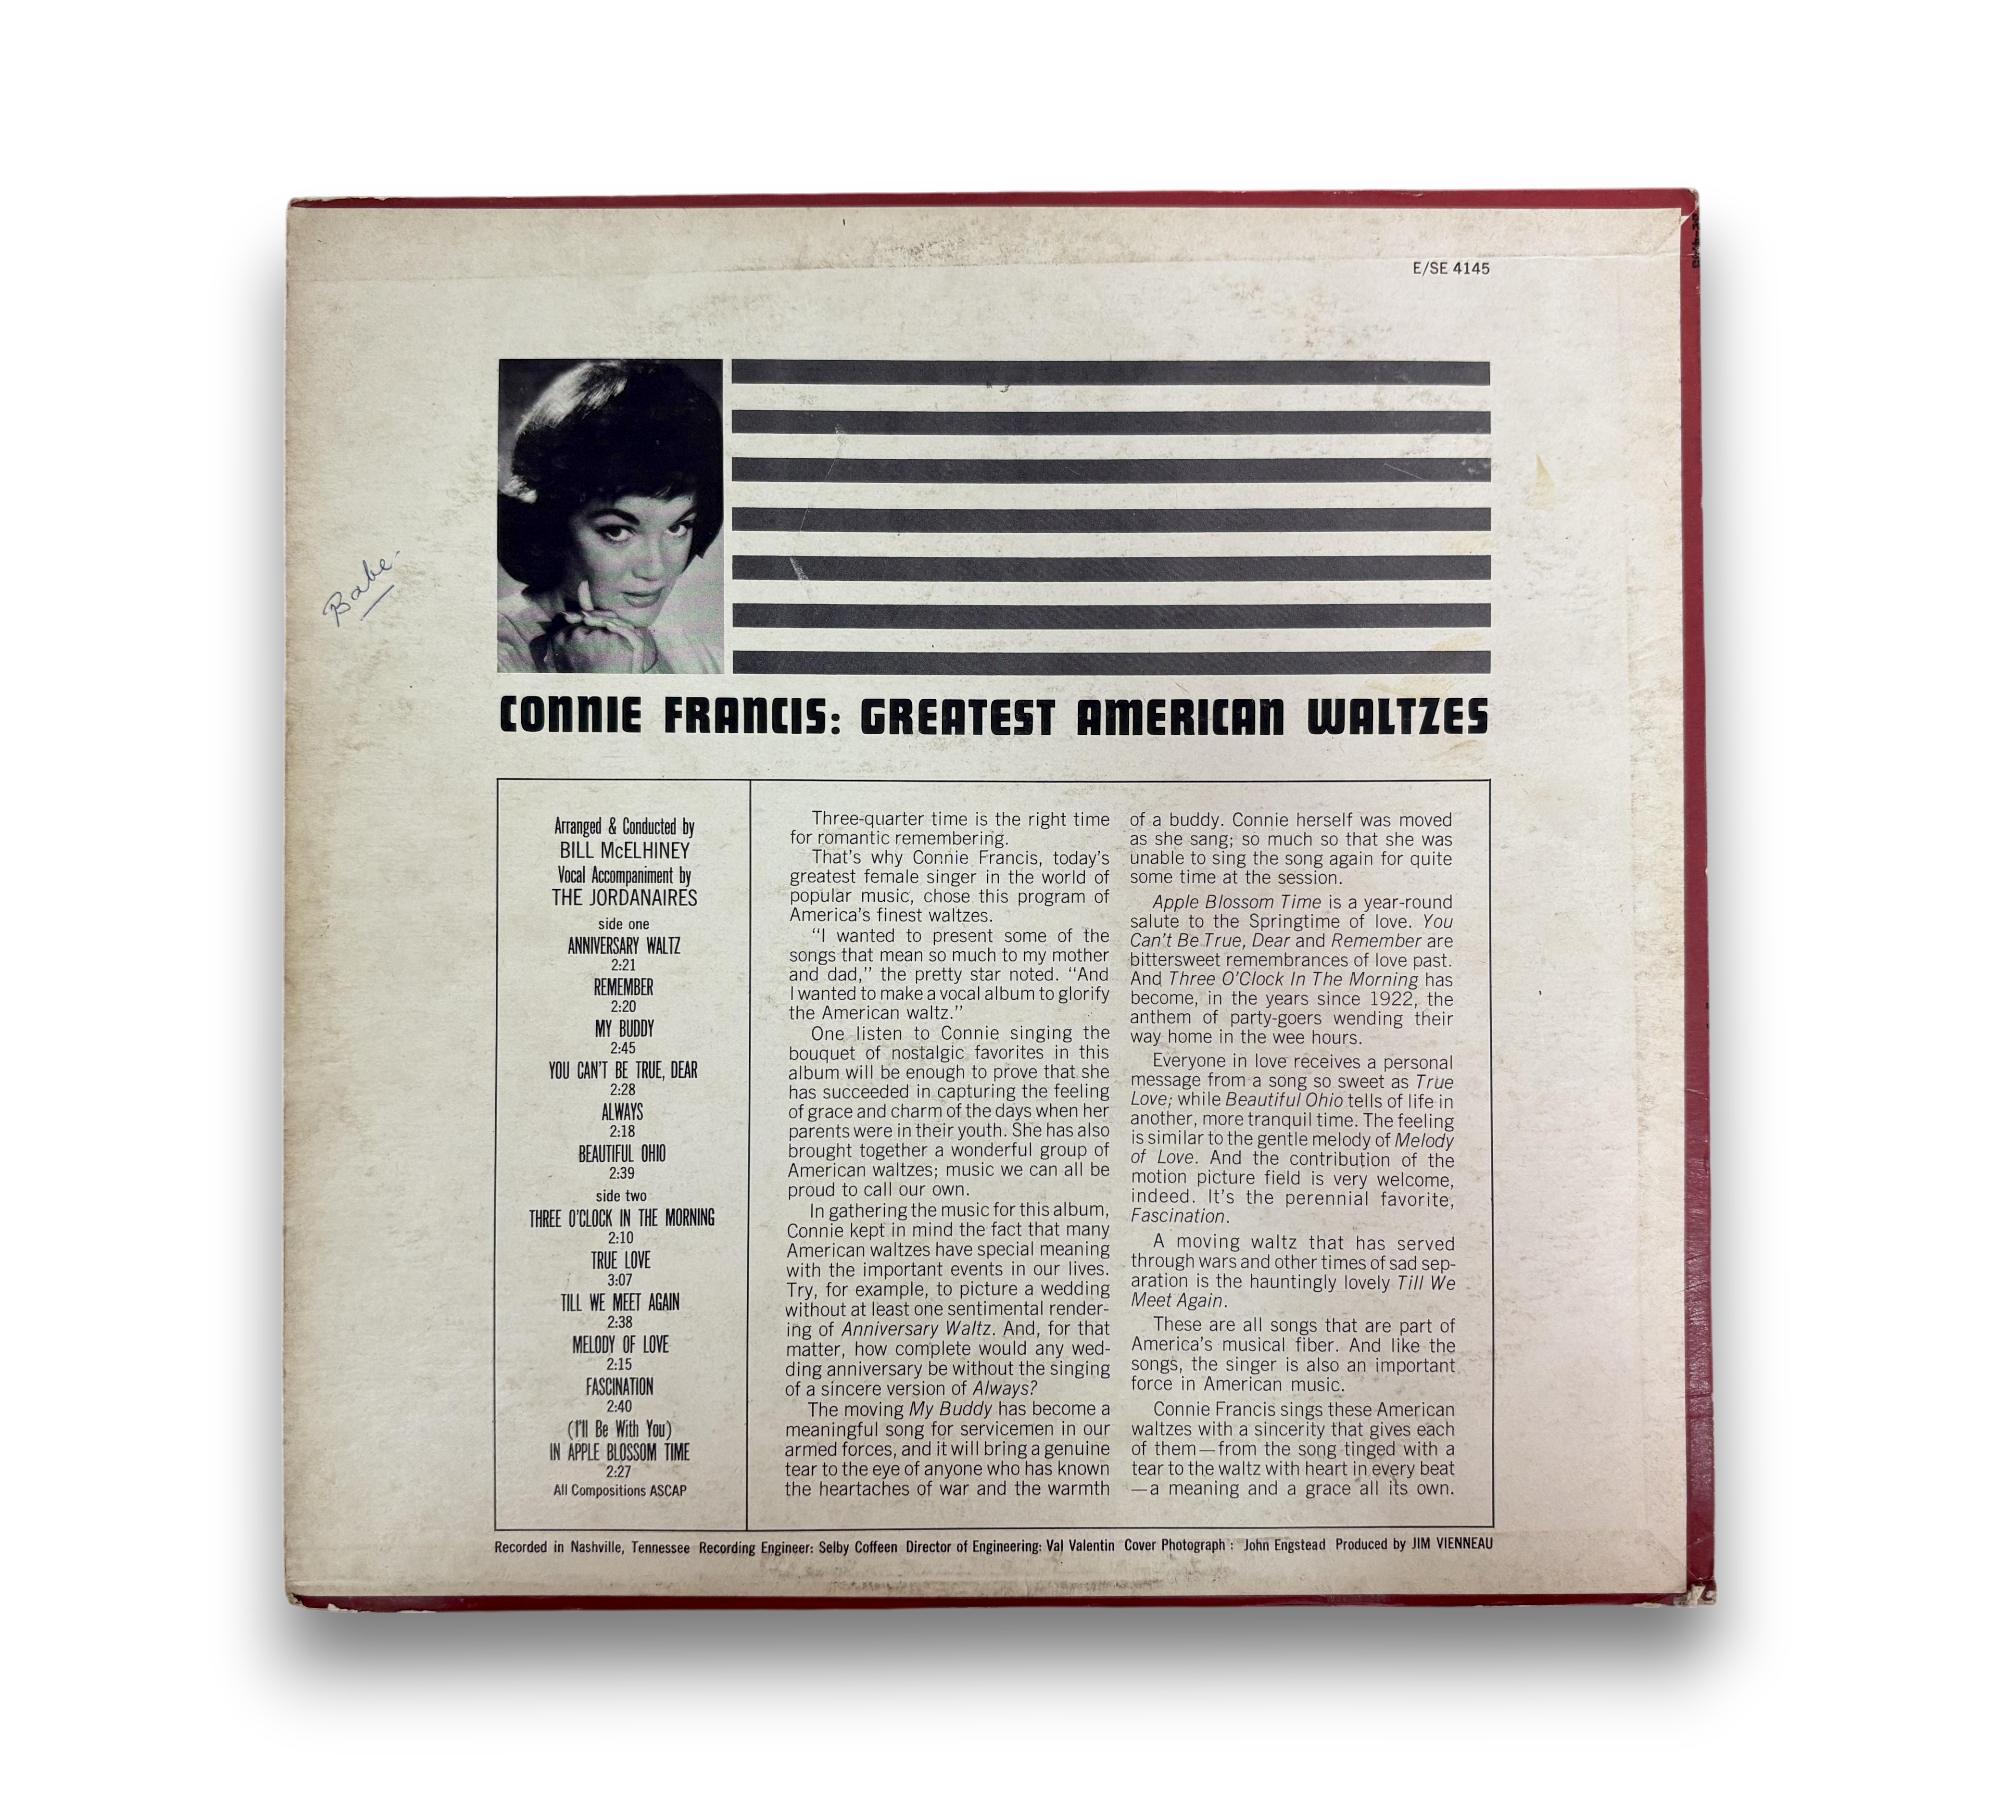 E/SE 4145
Babe
CONNIE FRANCIS: GREATEST AMERICAN WALTZES
Arranged & Conducted by
BILL McELHINEY
Vocal Accompaniment by
THE JORDANAIRES
side one
ANNIVERSARY WALTZ
2:21
REMEMBER
2:20
MY BUDDY
2:45
YOU CAN'T BE TRUE, DEAR
2:28
ALWAYS
2:18
BEAUTIFUL OHIO
2:39
side two
THREE O'CLOCK IN THE MORNING
2:10
TRUE LOVE
3:07
TILL WE MEET AGAIN
2:38
MELODY OF LOVE
2:15
FASCINATION
2:40
(I'll Be With You)
IN APPLE BLOSSOM TIME
2:27
All Compositions ASCAP
Three-quarter time is the right time
for romantic remembering.
That's why Connie Francis, today's
greatest female singer in the world of
popular music, chose this program of
America's finest waltzes.
"I wanted to present some of the
songs that mean so much to my mother
and dad," the pretty star noted. "And
I wanted to make a vocal album to glorify
the American waltz."
One listen to Connie singing the
bouquet of nostalgic favorites in this
album will be enough to prove that she
has succeeded in capturing the feeling
of grace and charm of the days when her
parents were in their youth. She has also
brought together a wonderful group of
American waltzes; music we can all be
proud to call our own.
In gathering the music for this album,
Connie kept in mind the fact that many
American waltzes have special meaning
with the important events in our lives.
Try, for example, to picture a wedding
without at least one sentimental render-
ing of Anniversary Waltz. And, for that
matter, how complete would any wed-
ding anniversary be without the singing
of a sincere version of Always?
The moving My Buddy has become a
meaningful song for servicemen in our
armed forces, and it will bring a genuine
tear to the eye of anyone who has known
the heartaches of war and the warmth
of a buddy. Connie herself was moved
as she sang; so much so that she was
unable to sing the song again for quite
some time at the session.
Apple Blossom Time is a year-round
salute to the Springtime of love. You
Can't Be True, Dear and Remember are
bittersweet remembrances of love past.
And Three O'Clock In The Morning has
become, in the years since 1922, the
anthem of party-goers wending their
way home in the wee hours.
Everyone in love receives a personal
message from a song so sweet as True
Love; while Beautiful Ohio tells of life in
another, more tranquil time. The feeling
is similar to the gentle melody of Melody
of Love. And the contribution of the
motion picture field is very welcome,
indeed. It's the perennial favorite,
Fascination.
A moving waltz that has served
through wars and other times of sad sep-
aration is the hauntingly lovely Till We
Meet Again.
These are all songs that are part of
America's musical fiber. And like the
songs, the singer is also an important
force in American music.
Connie Francis sings these American
waltzes with a sincerity that gives each
of them—from the song tinged with a
tear to the waltz with heart in every beat
—a meaning and a grace all its own.
Recorded in Nashville, Tennessee Recording Engineer: Selby Coffeen Director of Engineering: Val Valentin Cover Photograph: John Engstead Produced by JIM VIENNEAU